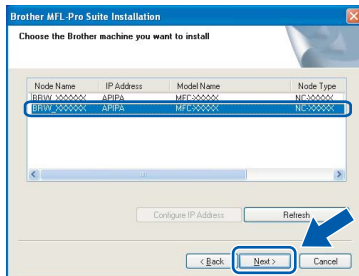 Brother MFL-Pro Suite Installation
Choose the Brother machine you want to install
Node Name IP Address Model Name Node Type
BRW_XXXXXX APIPA MFC-XXXXX NC-XXXXX
BRW_XXXXXX APIPA MFC-XXXXX NC-XXXXX
Configure IP Address Refresh
< Back Next > Cancel